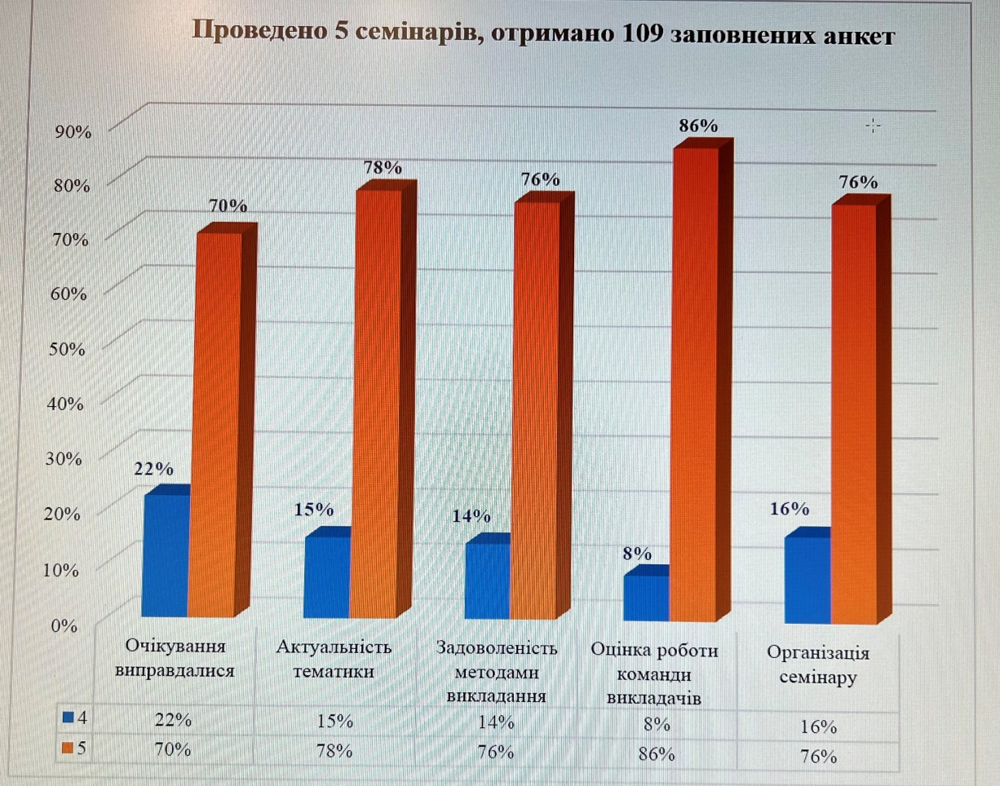 Проведено 5 семінарів, отримано 109 заповнених анкет
90%
80%
70%
60%
50%
40%
30%
20%
10%
0%
22%
70%
15%
78%
14%
76%
8%
86%
16%
76%
Очікування
виправдалися
Актуальність
тематики
Задоволеність
методами
викладання
Оцінка роботи
команди
викладачів
Організація
семінару
4 22% 15% 14% 8% 16%
5 70% 78% 76% 86% 76%